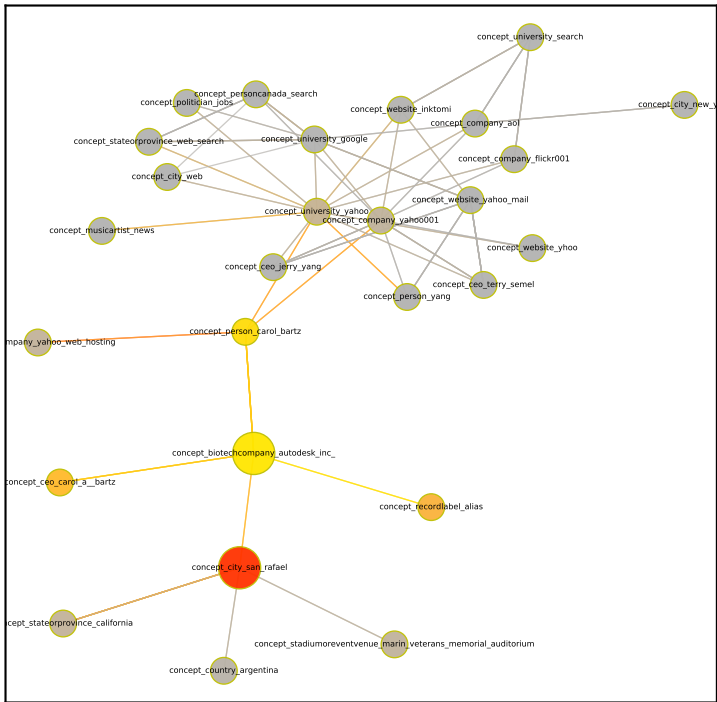 concept_university_search
concept_personcanada_search
concept_politician_jobs
concept_city_new_y
concept_website_inktomi
concept_company_aol
concept_stateorprovince_web_search
concept_university_google
concept_company_flickr001
concept_city_web
concept_website_yahoo_mail
concept_university_yahoo
concept_company_yahoo001
concept_musicartist_news
concept_website_yhoo
concept_ceo_jerry_yang
concept_ceo_terry_semel
concept_person_yang
concept_person_carol_bartz
mpany_yahoo_web_hosting
concept_biotechcompany_autodesk_inc_
concept_ceo_carol_a__bartz
concept_recordlabel_alias
concept_city_san_rafael
cept_stateorprovince_california
concept_stadiumoreventvenue_marin_veterans_memorial_auditorium
concept_country_argentina